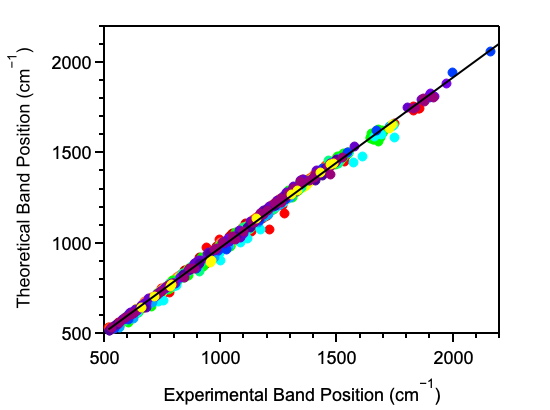 Theoretical Band Position (cm⁻¹)
2000
1500
1000
500
500 1000 1500 2000
Experimental Band Position (cm⁻¹)